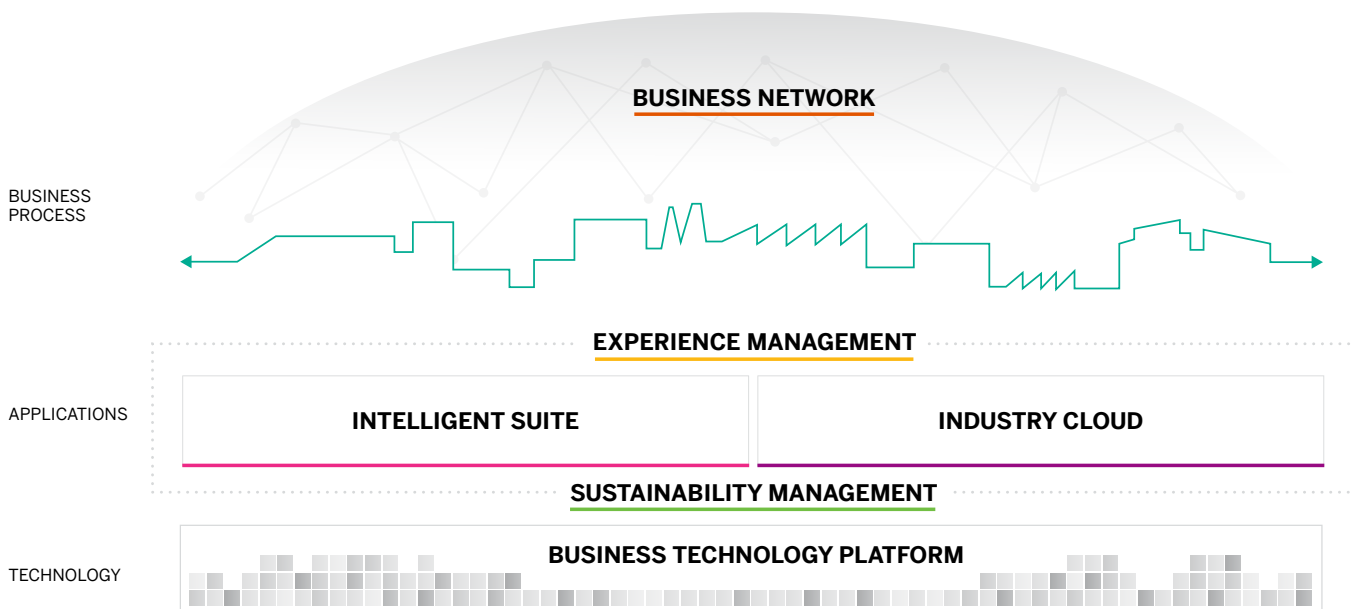 BUSINESS NETWORK
BUSINESS
PROCESS
EXPERIENCE MANAGEMENT
APPLICATIONS
INTELLIGENT SUITE
INDUSTRY CLOUD
SUSTAINABILITY MANAGEMENT
BUSINESS TECHNOLOGY PLATFORM
TECHNOLOGY